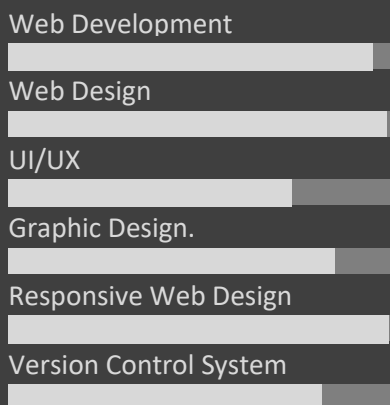 Web Development
Web Design
UI/UX
Graphic Design.
Responsive Web Design
Version Control System